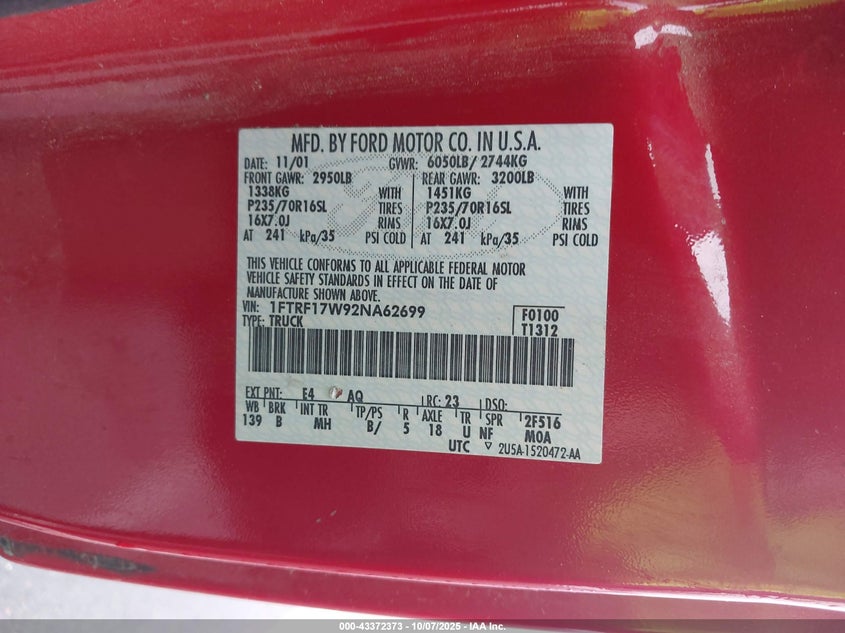 MFD. BY FORD MOTOR CO. IN U.S.A.
DATE: 11/01 GVWR: 6050LB/ 2744KG
FRONT GAWR: 2950LB REAR GAWR: 3200LB
1338KG WITH 1451KG WITH
P235/70R16SL TIRES P235/70R16SL TIRES
16X7.0J RIMS 16X7.0J RIMS
AT 241 kPa/35 PSI COLD AT 241 kPa/35 PSI COLD
THIS VEHICLE CONFORMS TO ALL APPLICABLE FEDERAL MOTOR
VEHICLE SAFETY STANDARDS IN EFFECT ON THE DATE OF
MANUFACTURE SHOWN ABOVE.
VIN: 1FTRF17W92NA62699 F0100
TYPE: TRUCK T1312
EXT PNT: E4 AQ RC: 23 DSO:
WB BRK INT TR TP/PS R AXLE TR SPR 2F516
139 B MH B/ 5 18 U NF MOA
UTC ▽ 2U5A-1520472-AA
000-43372373 | 10/07/2025 - IAA Inc.